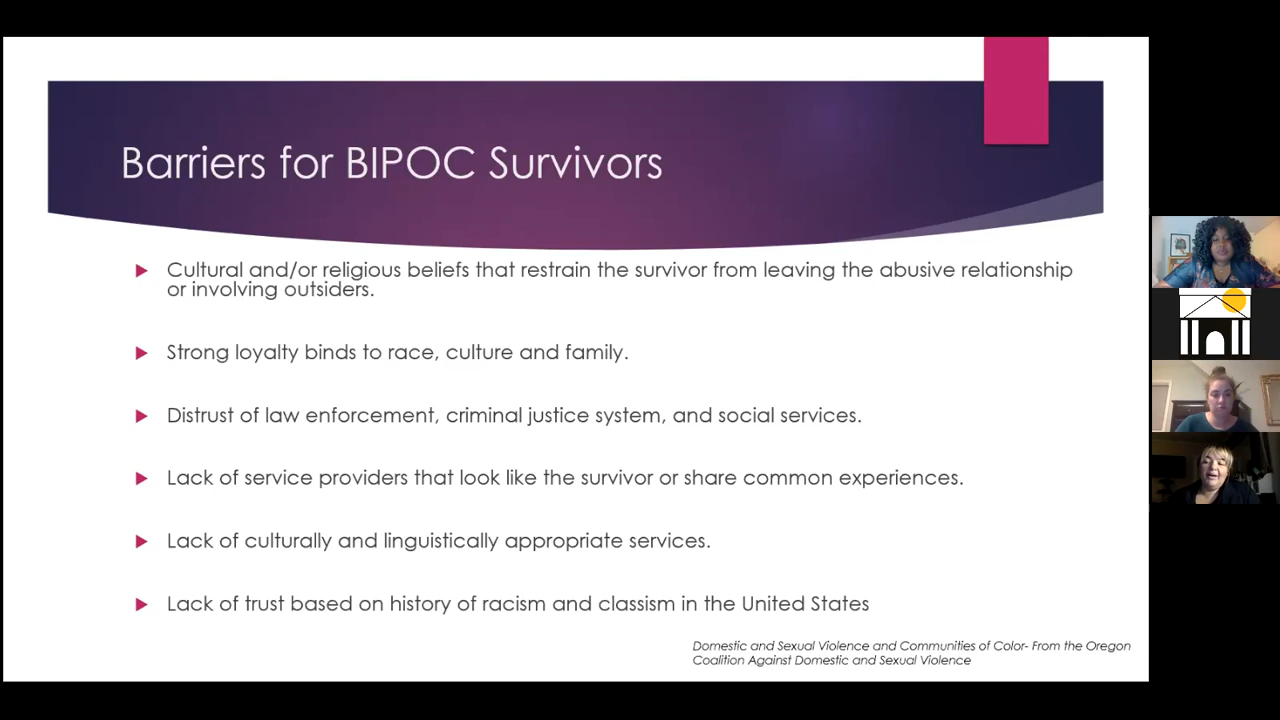 Barriers for BIPOC Survivors
Cultural and/or religious beliefs that restrain the survivor from leaving the abusive relationship
or involving outsiders.
Strong loyalty binds to race, culture and family.
Distrust of law enforcement, criminal justice system, and social services.
Lack of service providers that look like the survivor or share common experiences.
Lack of culturally and linguistically appropriate services.
Lack of trust based on history of racism and classism in the United States
Domestic and Sexual Violence and Communities of Color- From the Oregon
Coalition Against Domestic and Sexual Violence